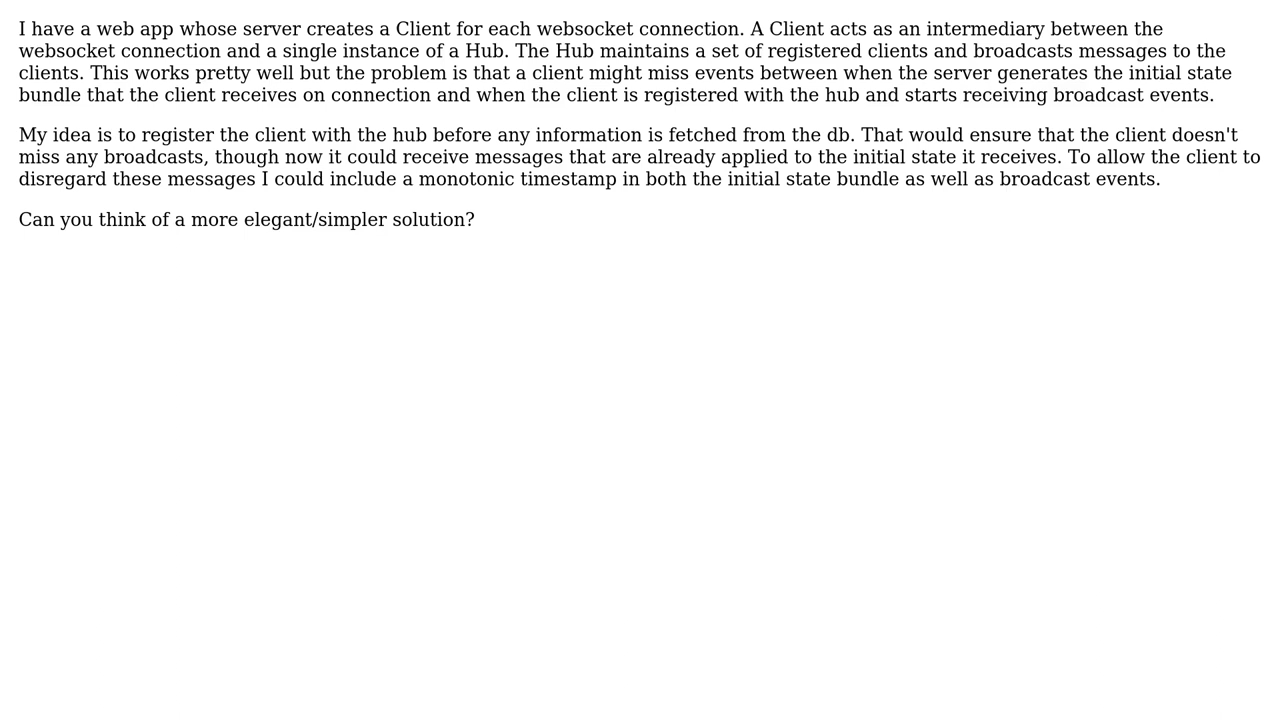 I have a web app whose server creates a Client for each websocket connection. A Client acts as an intermediary between the
websocket connection and a single instance of a Hub. The Hub maintains a set of registered clients and broadcasts messages to the
clients. This works pretty well but the problem is that a client might miss events between when the server generates the initial state
bundle that the client receives on connection and when the client is registered with the hub and starts receiving broadcast events.
My idea is to register the client with the hub before any information is fetched from the db. That would ensure that the client doesn't
miss any broadcasts, though now it could receive messages that are already applied to the initial state it receives. To allow the client to
disregard these messages I could include a monotonic timestamp in both the initial state bundle as well as broadcast events.
Can you think of a more elegant/simpler solution?